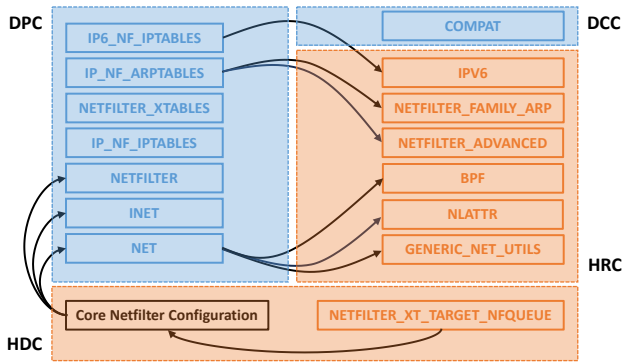 DPC
IP6_NF_IPTABLES
IP_NF_ARPTABLES
NETFILTER_XTABLES
IP_NF_IPTABLES
NETFILTER
INET
NET
COMPAT
DCC
IPV6
NETFILTER_FAMILY_ARP
NETFILTER_ADVANCED
BPF
NLATTR
GENERIC_NET_UTILS
HRC
Core Netfilter Configuration
NETFILTER_XT_TARGET_NFQUEUE
HDC